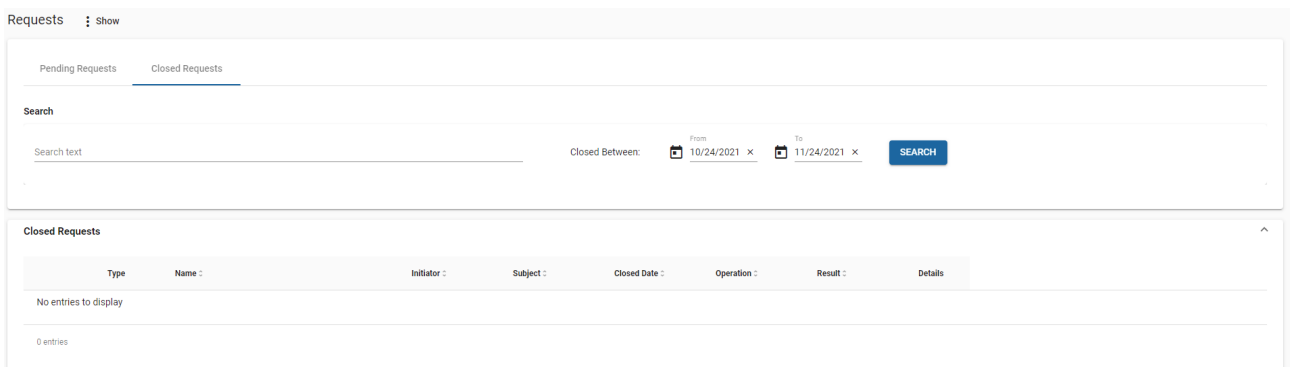 Requests Show
Pending Requests Closed Requests
Search
From To
Search text Closed Between: 10/24/2021 × 11/24/2021 × SEARCH
Closed Requests
Type Name Initiator Subject Closed Date Operation Result Details
No entries to display
0 entries